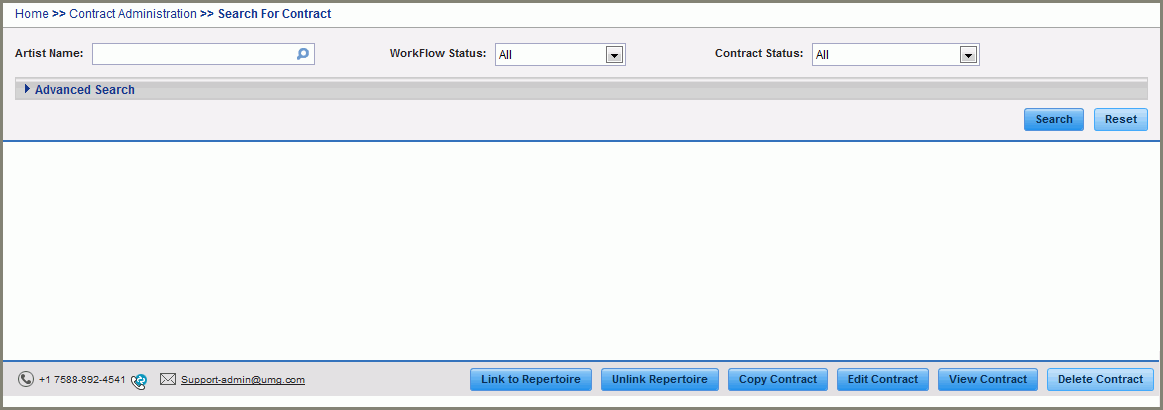 Home >> Contract Administration >> Search For Contract
Artist Name: WorkFlow Status: All Contract Status: All
Advanced Search
Search Reset
+1 7588-892-4541 Support-admin@umg.com Link to Repertoire Unlink Repertoire Copy Contract Edit Contract View Contract Delete Contract